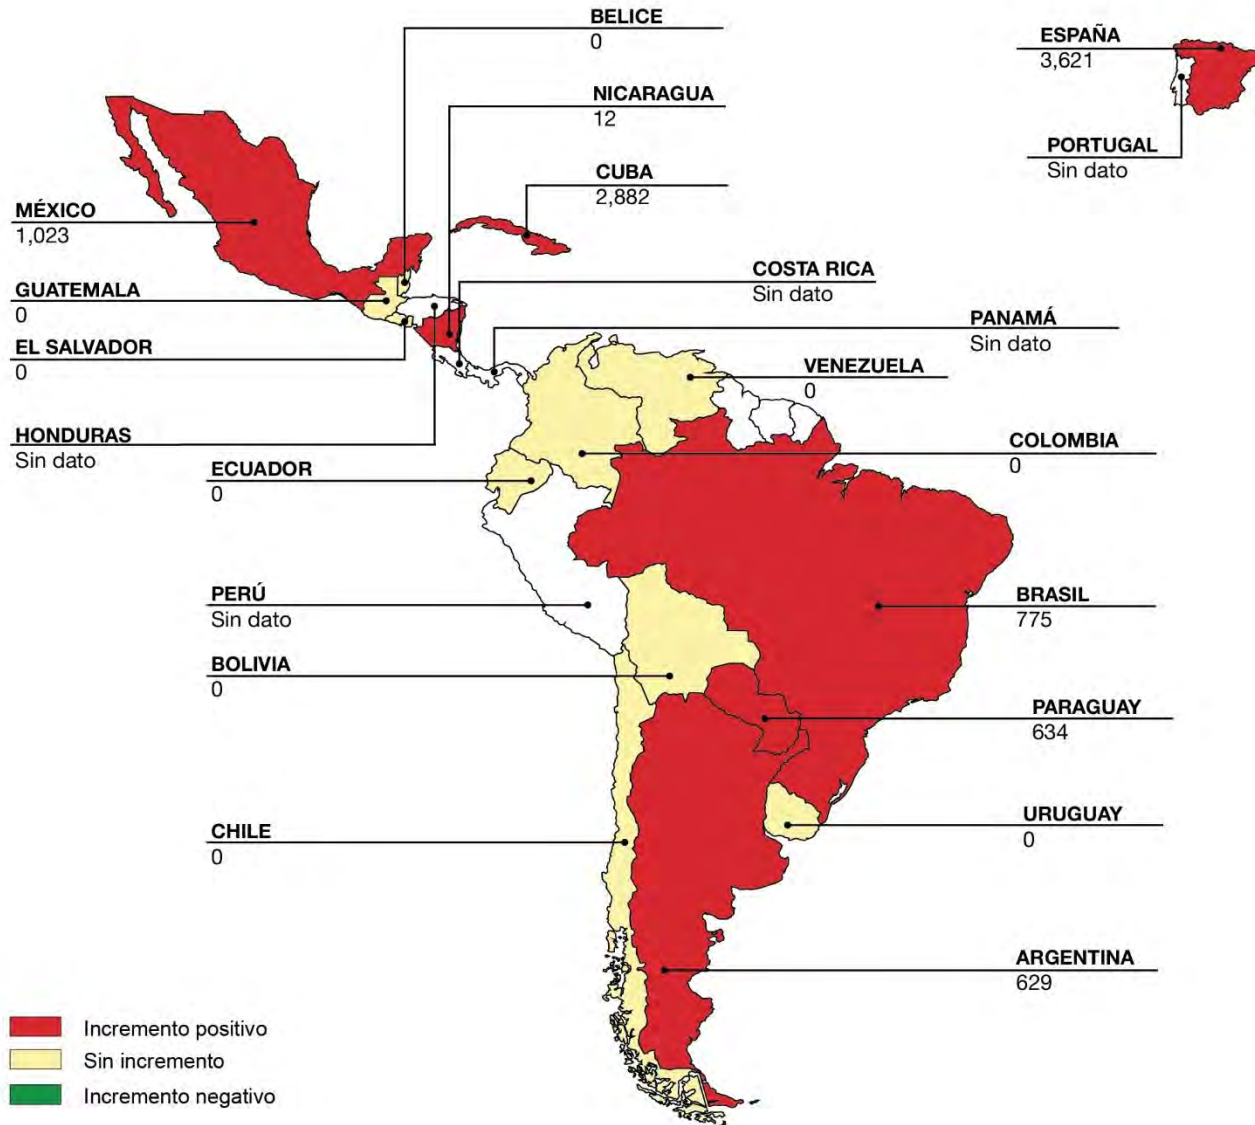 BELICE
0
ESPAÑA
3,621
NICARAGUA
12
PORTUGAL
Sin dato
CUBA
2,882
MÉXICO
1,023
COSTA RICA
Sin dato
GUATEMALA
0
PANAMÁ
Sin dato
EL SALVADOR
0
VENEZUELA
0
HONDURAS
Sin dato
COLOMBIA
0
ECUADOR
0
PERÚ
Sin dato
BRASIL
775
BOLIVIA
0
PARAGUAY
634
URUGUAY
0
CHILE
0
ARGENTINA
629
Incremento positivo
Sin incremento
Incremento negativo